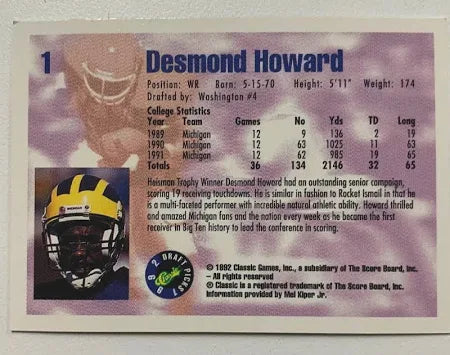 1 Desmond Howard
Position: WR Born: 5-15-70 Height: 5'11" Weight: 174
Drafted by: Washington #4
College Statistics
Year Team Games No Yds TD Long
1989 Michigan 12 9 136 2 19
1990 Michigan 12 63 1025 11 63
1991 Michigan 12 62 985 19 65
Totals 36 134 2146 32 65
Heisman Trophy Winner Desmond Howard had an outstanding senior campaign,
scoring 19 receiving touchdowns. He is similar in fashion to Rocket Ismail in that he
is a multi-faceted performer with incredible natural athletic ability. Howard thrilled
and amazed Michigan fans and the nation every week as he became the first
receiver in Big Ten history to lead the conference in scoring.
MICHIGAN
92 DRAFT PICKS
Classic
© 1992 Classic Games, Inc., a subsidiary of The Score Board, Inc.
- All rights reserved
® Classic is a registered trademark of The Score Board, Inc.
Information provided by Mel Kiper Jr.